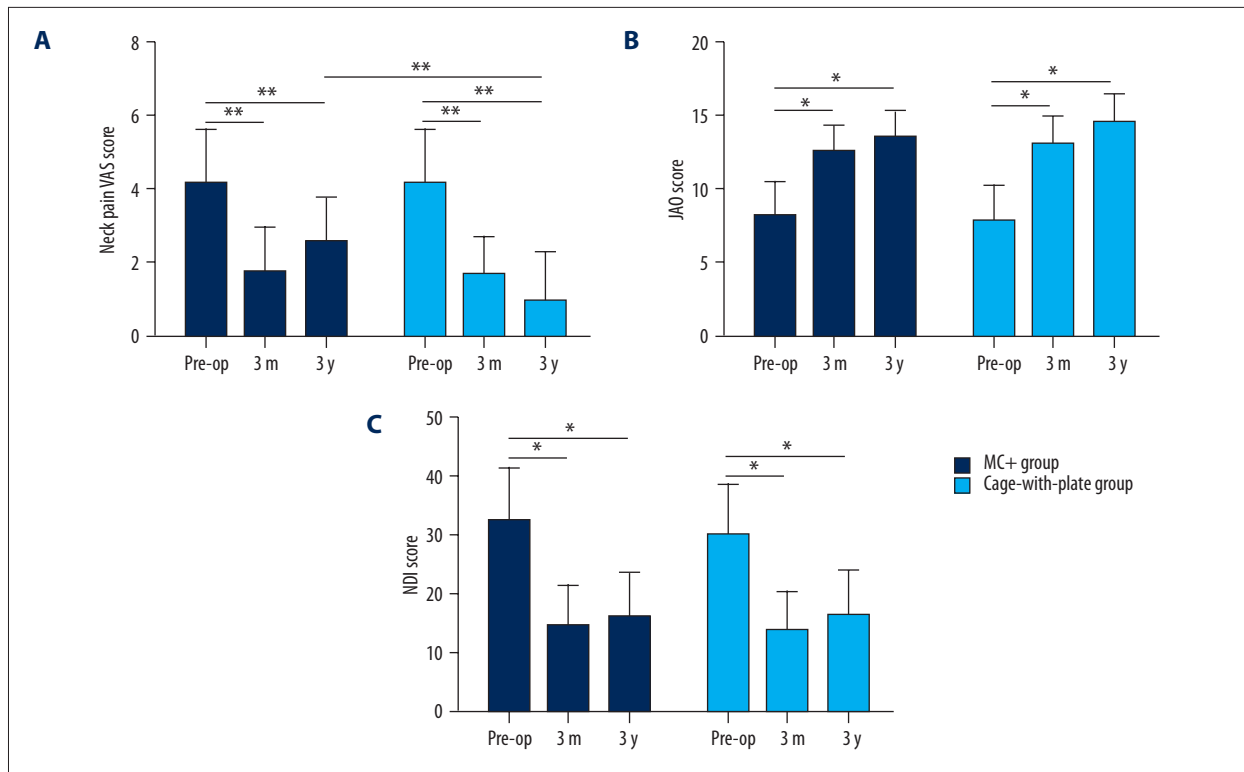 A
Neck pain VAS score
8
6
4
2
0
**
**
**
**
**
Pre-op 3 m 3 y Pre-op 3 m 3 y
B
JAO score
20
15
10
5
0
*
*
*
*
Pre-op 3 m 3 y Pre-op 3 m 3 y
C
NDI score
50
40
30
20
10
0
*
*
*
*
Pre-op 3 m 3 y Pre-op 3 m 3 y
MC+ group
Cage-with-plate group